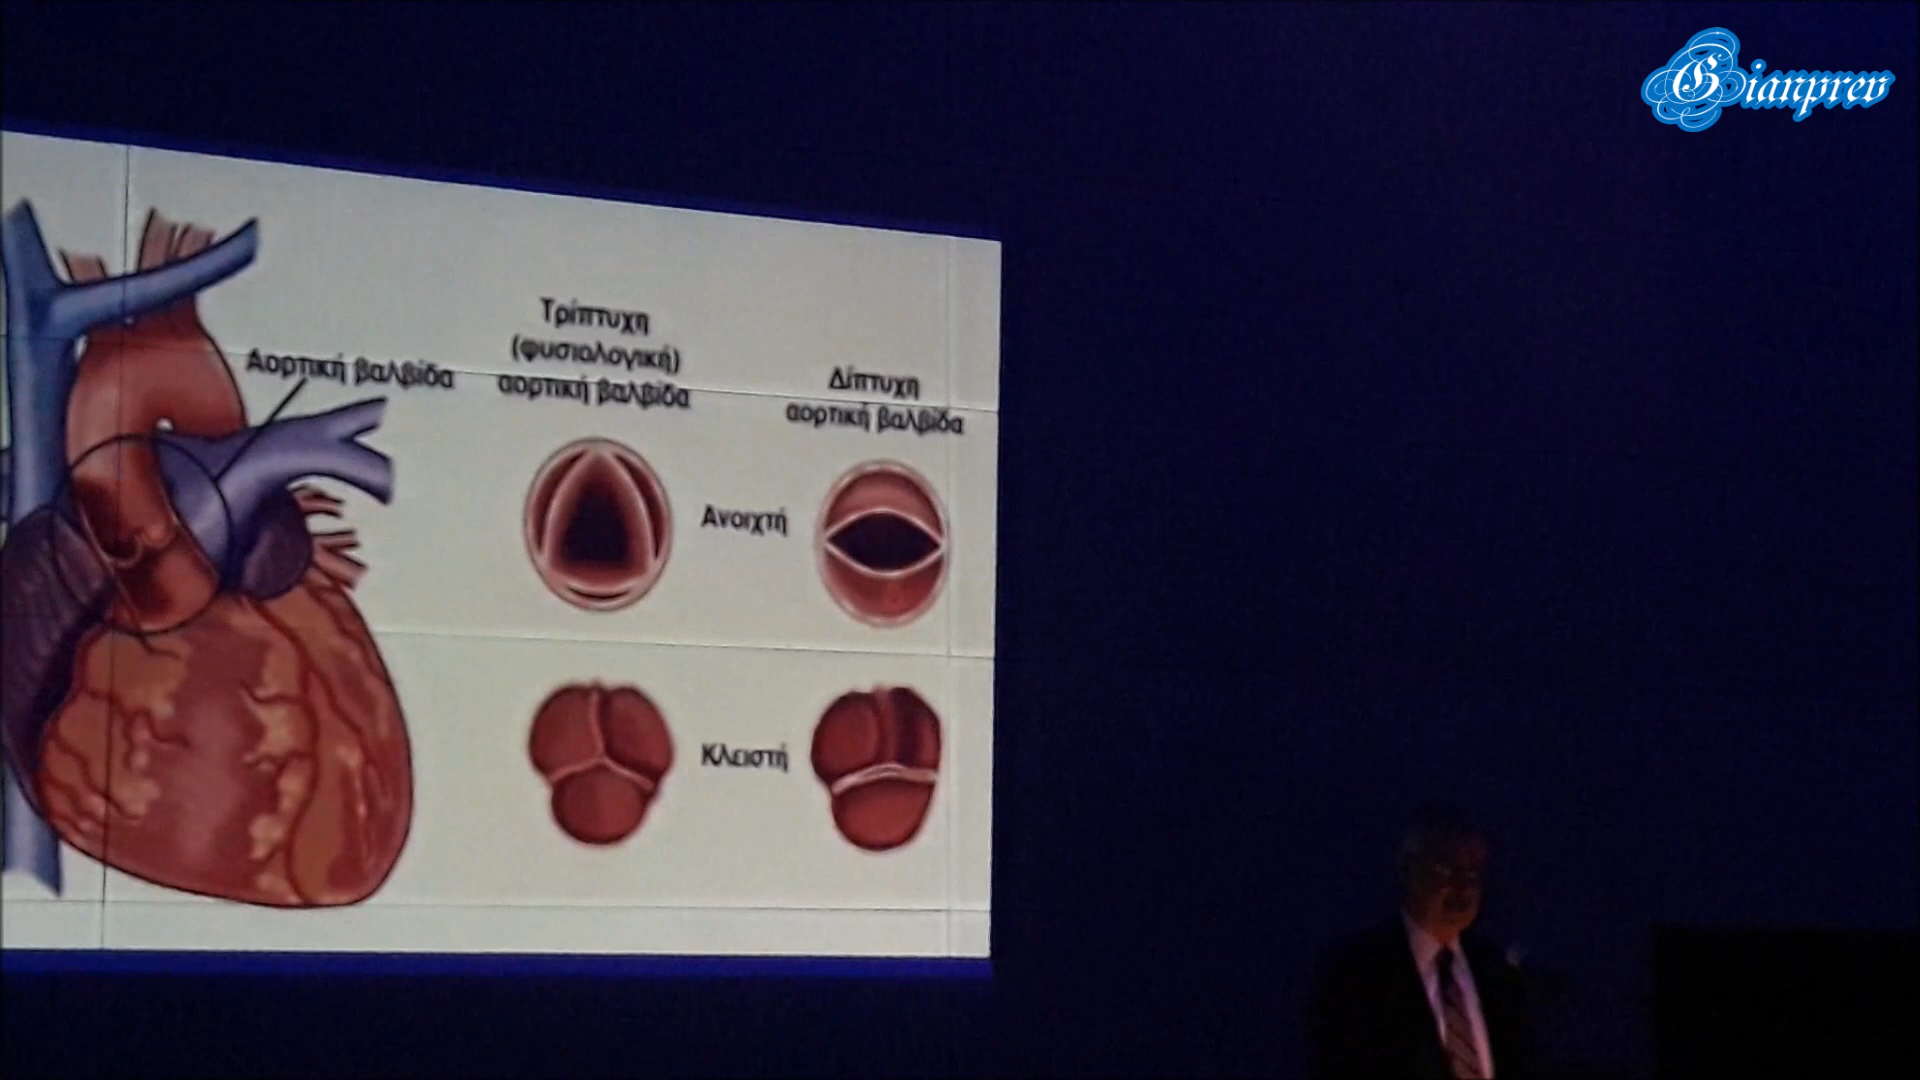 Gianprev
Αορτική βαλβίδα
Τρίπτυχη
(φυσιολογική)
αορτική βαλβίδα
Δίπτυχη
αορτική βαλβίδα
Ανοιχτή
Κλειστή